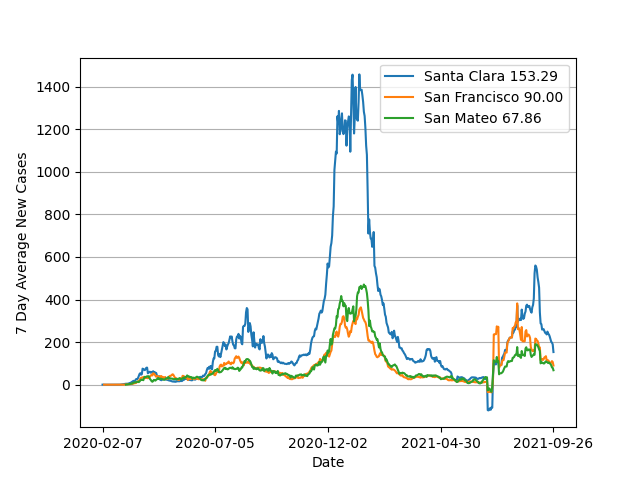 1400
1200
1000
800
600
400
200
0
7 Day Average New Cases
Santa Clara 153.29
San Francisco 90.00
San Mateo 67.86
2020-02-07 2020-07-05 2020-12-02 2021-04-30 2021-09-26
Date